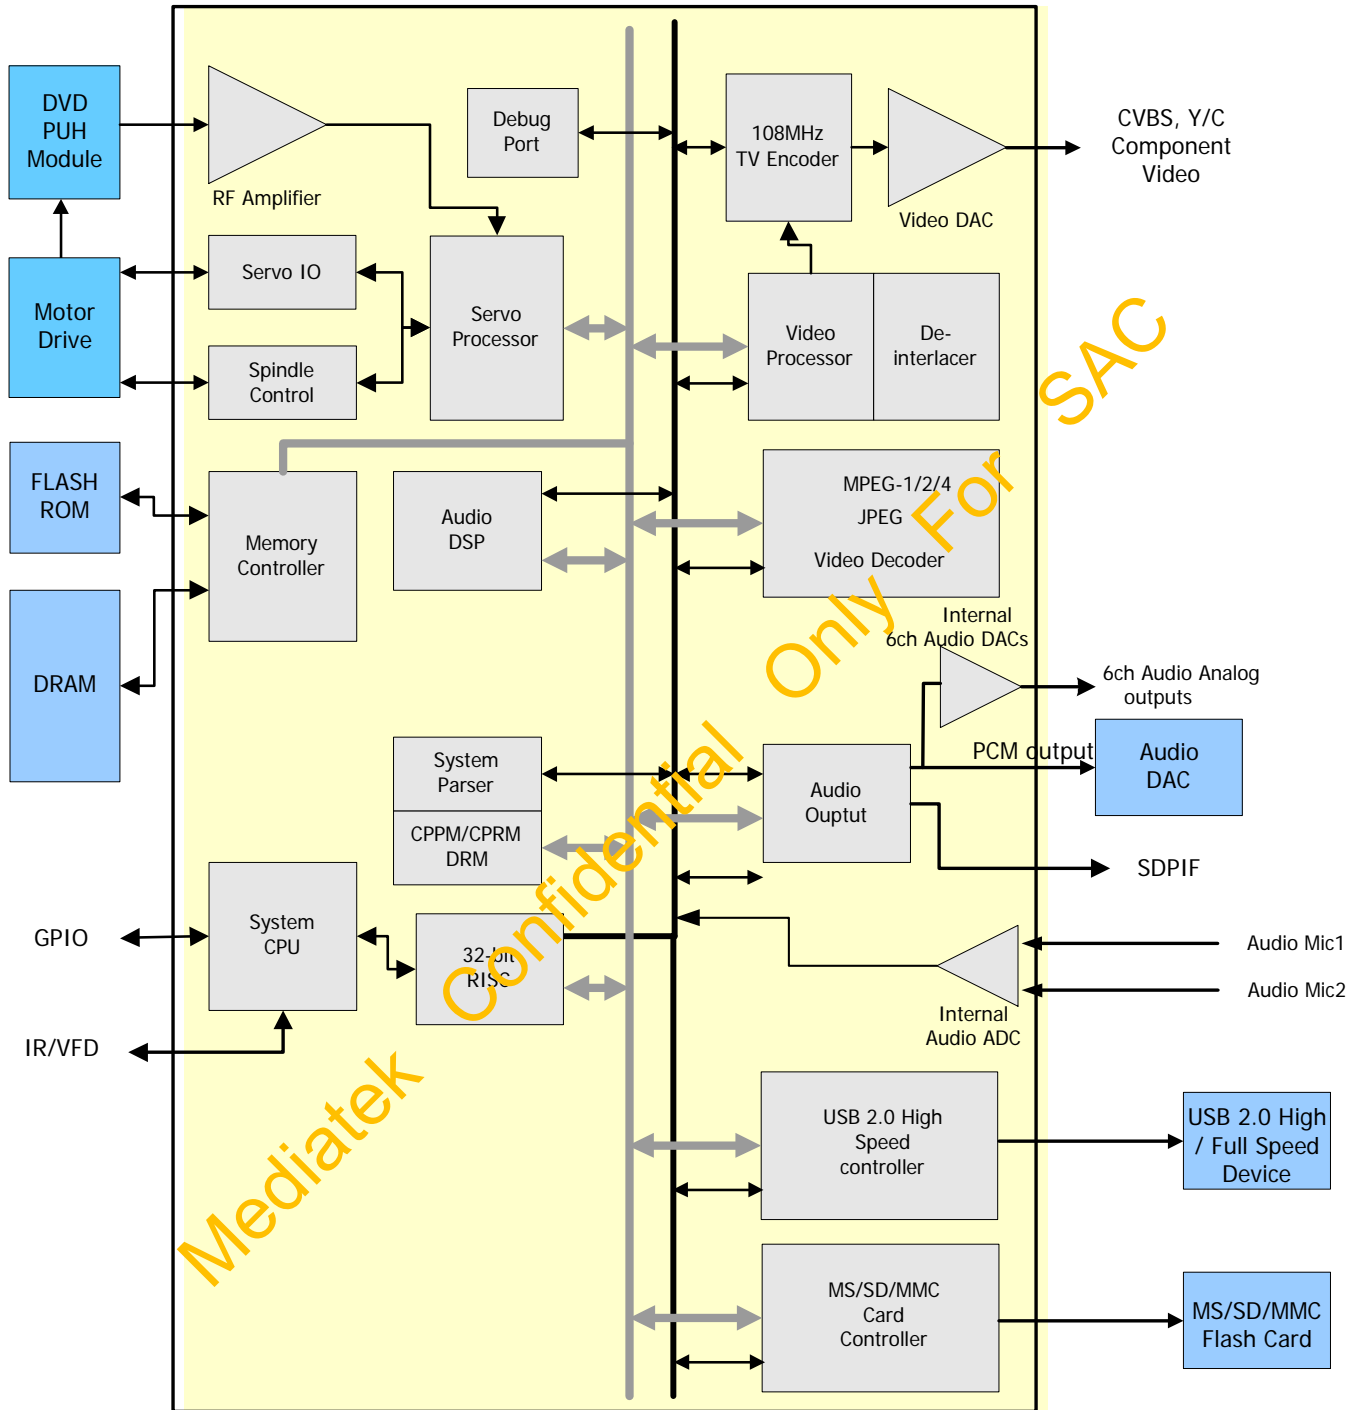 DVD
PUH
Module
RF Amplifier
Debug
Port
108MHz
TV Encoder
Video DAC
CVBS, Y/C
Component
Video
Motor
Drive
Servo IO
Spindle
Control
Servo
Processor
Video
Processor
De-
interlacer
FLASH
ROM
Memory
Controller
Audio
DSP
MPEG-1/2/4
JPEG
Video Decoder
DRAM
Internal
6ch Audio DACs
6ch Audio Analog
outputs
System
Parser
CPPM/CPRM
DRM
Audio
Ouptut
PCM output
Audio
DAC
SDPIF
GPIO
System
CPU
32-bit
RISC
IR/VFD
Internal
Audio ADC
Audio Mic1
Audio Mic2
USB 2.0 High
Speed
controller
USB 2.0 High
/ Full Speed
Device
MS/SD/MMC
Card
Controller
MS/SD/MMC
Flash Card
Mediatek Confidential Only For SAC